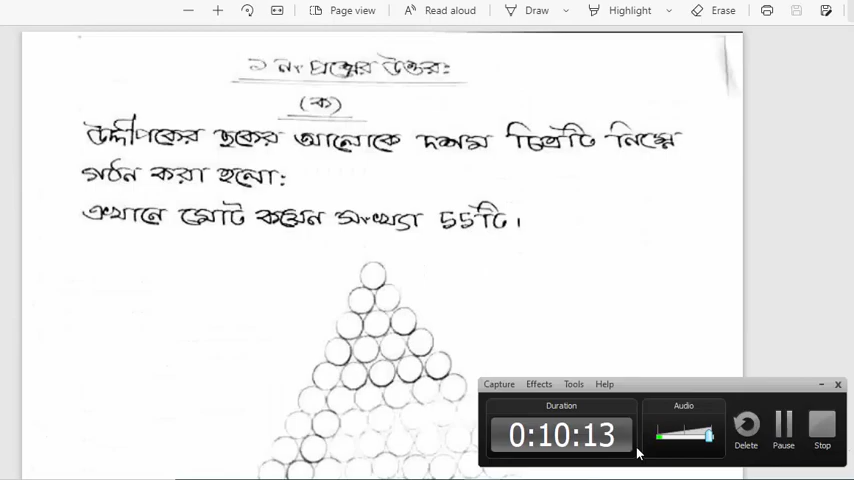 Page view
Read aloud
Draw
Highlight
Erase
১ নং প্রশ্নের উত্তর:
(ক)
উদ্দীপকের ছকের আলোকে দশম চিত্রটি নিম্নে
গঠন করা হলো:
এখানে মোট কয়েন সংখ্যা 55টি।
Capture Effects Tools Help
Duration
Audio
0:10:13
Delete
Pause
Stop